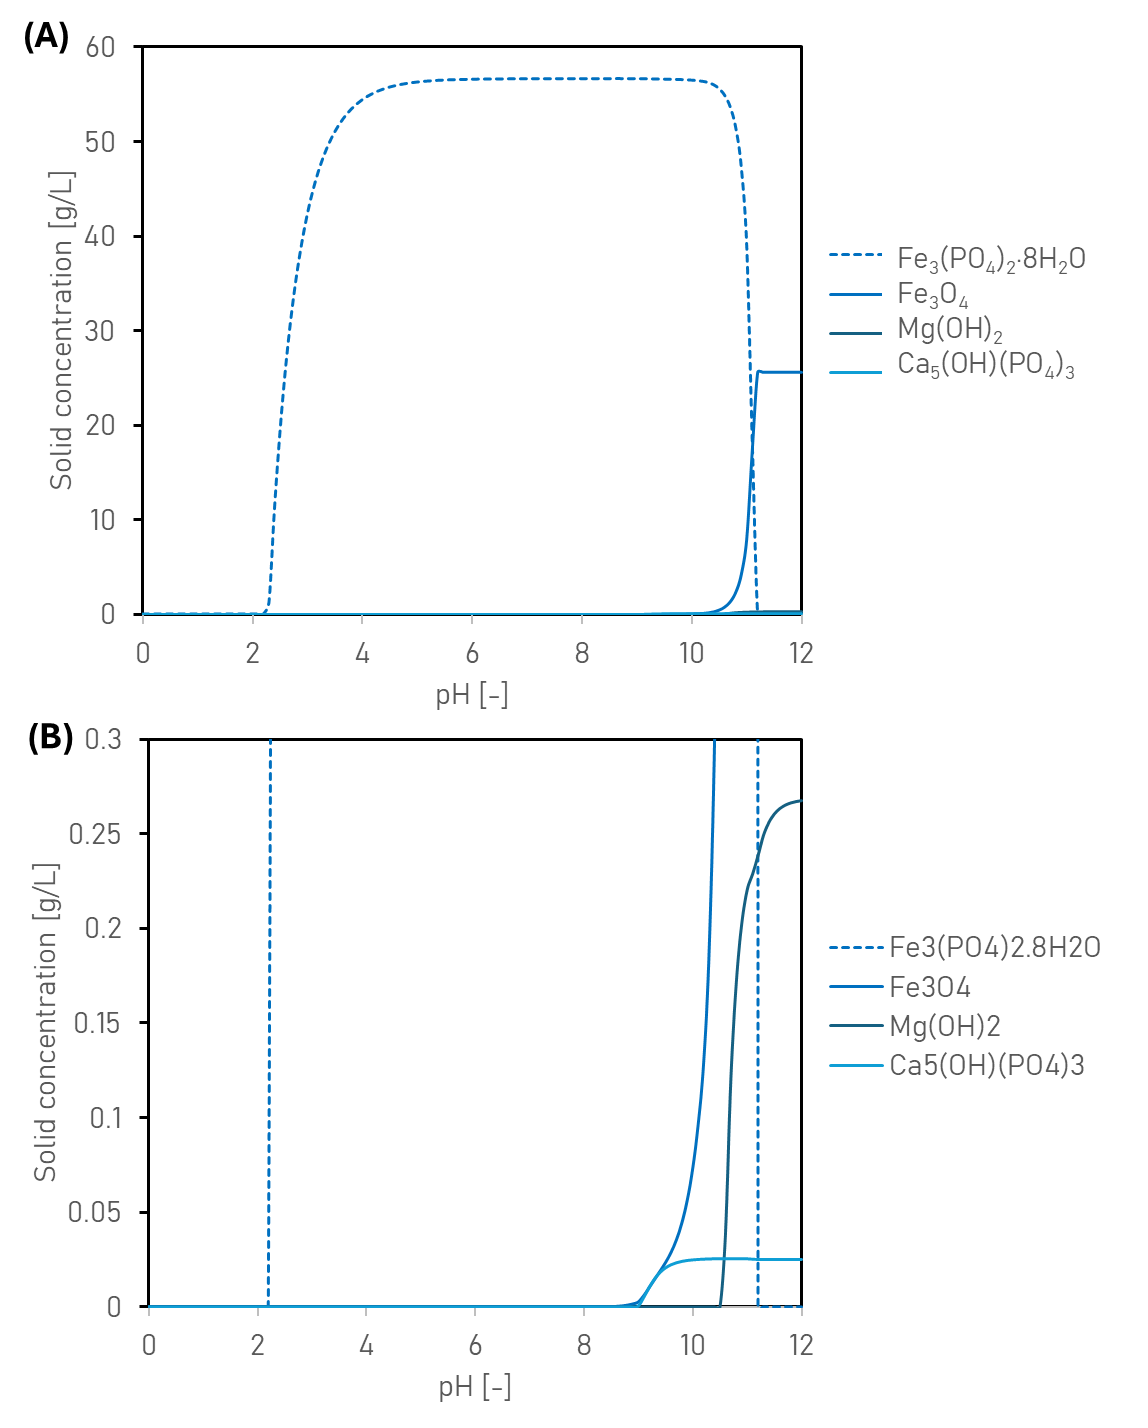 (A)
60
50
40
30
20
10
0
Solid concentration [g/L]
0 2 4 6 8 10 12
pH [-]
Fe₃(PO₄)₂·8H₂O
Fe₃O₄
Mg(OH)₂
Ca₅(OH)(PO₄)₃
(B)
0.3
0.25
0.2
0.15
0.1
0.05
0
Solid concentration [g/L]
0 2 4 6 8 10 12
pH [-]
Fe3(PO4)2.8H2O
Fe3O4
Mg(OH)2
Ca5(OH)(PO4)3